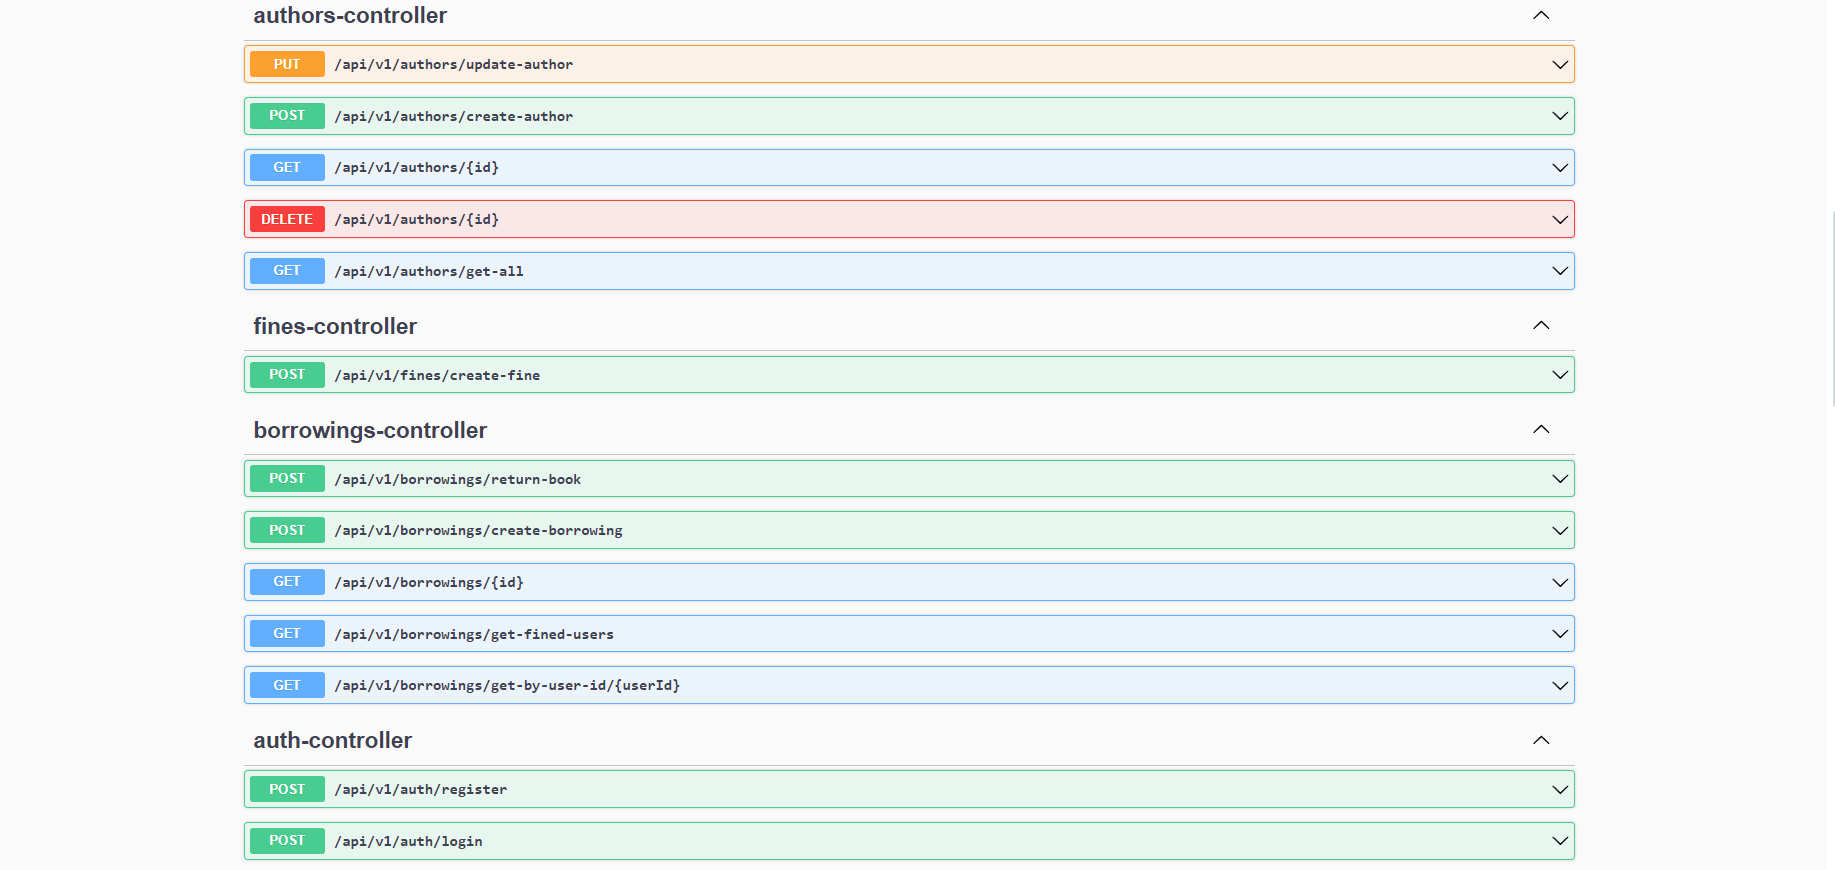 authors-controller
PUT /api/v1/authors/update-author
POST /api/v1/authors/create-author
GET /api/v1/authors/{id}
DELETE /api/v1/authors/{id}
GET /api/v1/authors/get-all
fines-controller
POST /api/v1/fines/create-fine
borrowings-controller
POST /api/v1/borrowings/return-book
POST /api/v1/borrowings/create-borrowing
GET /api/v1/borrowings/{id}
GET /api/v1/borrowings/get-fined-users
GET /api/v1/borrowings/get-by-user-id/{userId}
auth-controller
POST /api/v1/auth/register
POST /api/v1/auth/login